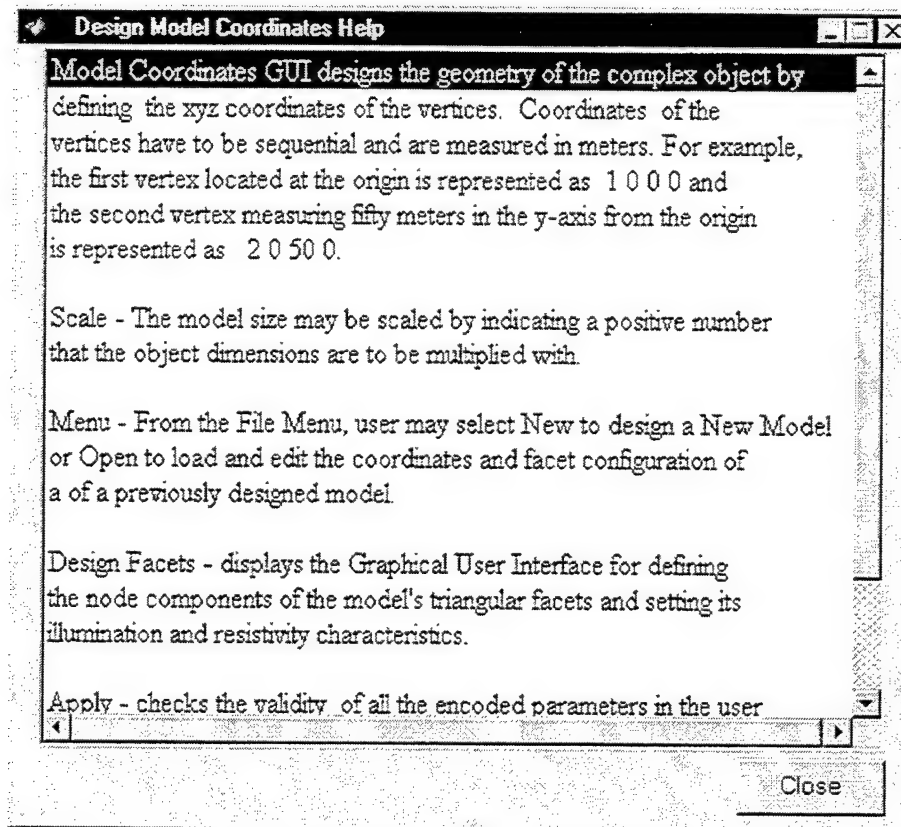 Design Model Coordinates Help
Model Coordinates GUI designs the geometry of the complex object by
defining the xyz coordinates of the vertices. Coordinates of the
vertices have to be sequential and are measured in meters. For example,
the first vertex located at the origin is represented as 1 0 0 0 and
the second vertex measuring fifty meters in the y-axis from the origin
is represented as 2 0 50 0.
Scale - The model size may be scaled by indicating a positive number
that the object dimensions are to be multiplied with.
Menu - From the File Menu, user may select New to design a New Model
or Open to load and edit the coordinates and facet configuration of
a of a previously designed model.
Design Facets - displays the Graphical User Interface for defining
the node components of the model's triangular facets and setting its
illumination and resistivity characteristics.
Apply - checks the validity of all the encoded parameters in the user
Close